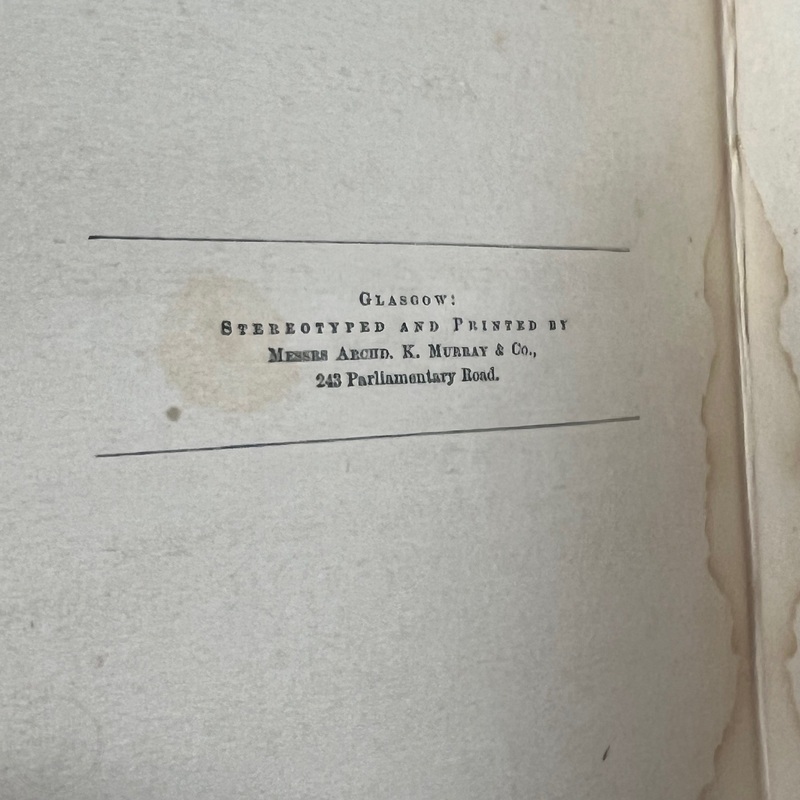 GLASGOW:
STEREOTYPED AND PRINTED BY
MESSRS ARCHD. K. MURRAY & CO.,
243 Parliamentary Road.